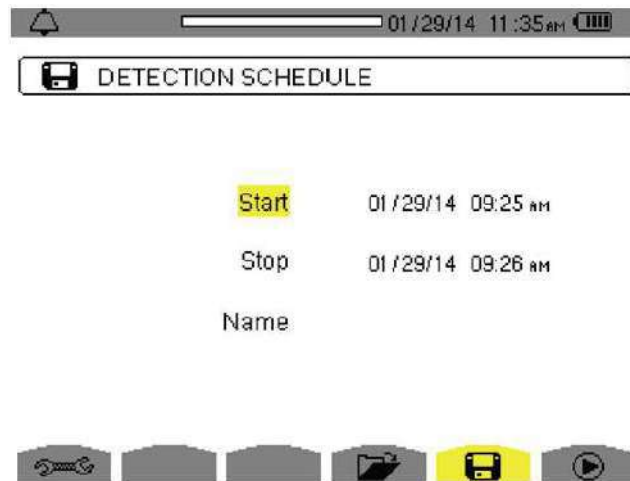 01/29/14 11:35 AM
DETECTION SCHEDULE
Start 01/29/14 09:25 AM
Stop 01/29/14 09:26 AM
Name